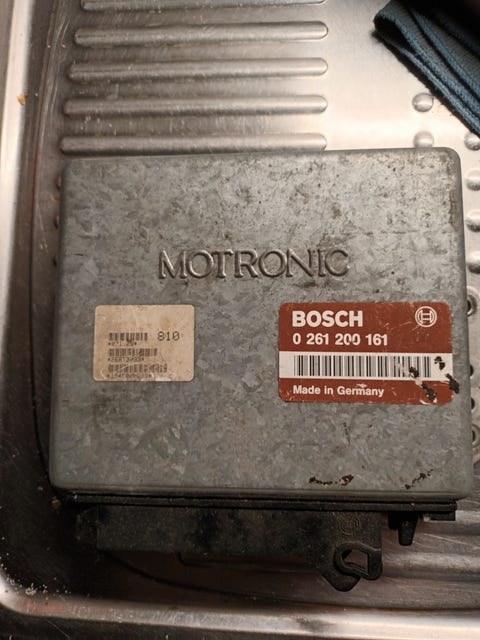 MOTRONIC
810
BOSCH
0 261 200 161
Made in Germany